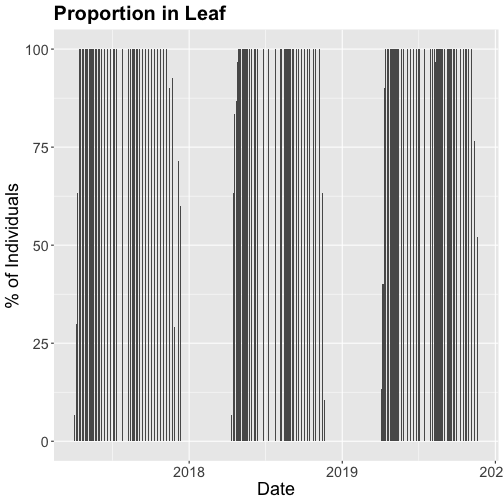 Proportion in Leaf
100
75
50
25
0
% of Individuals
2018
2019
202
Date